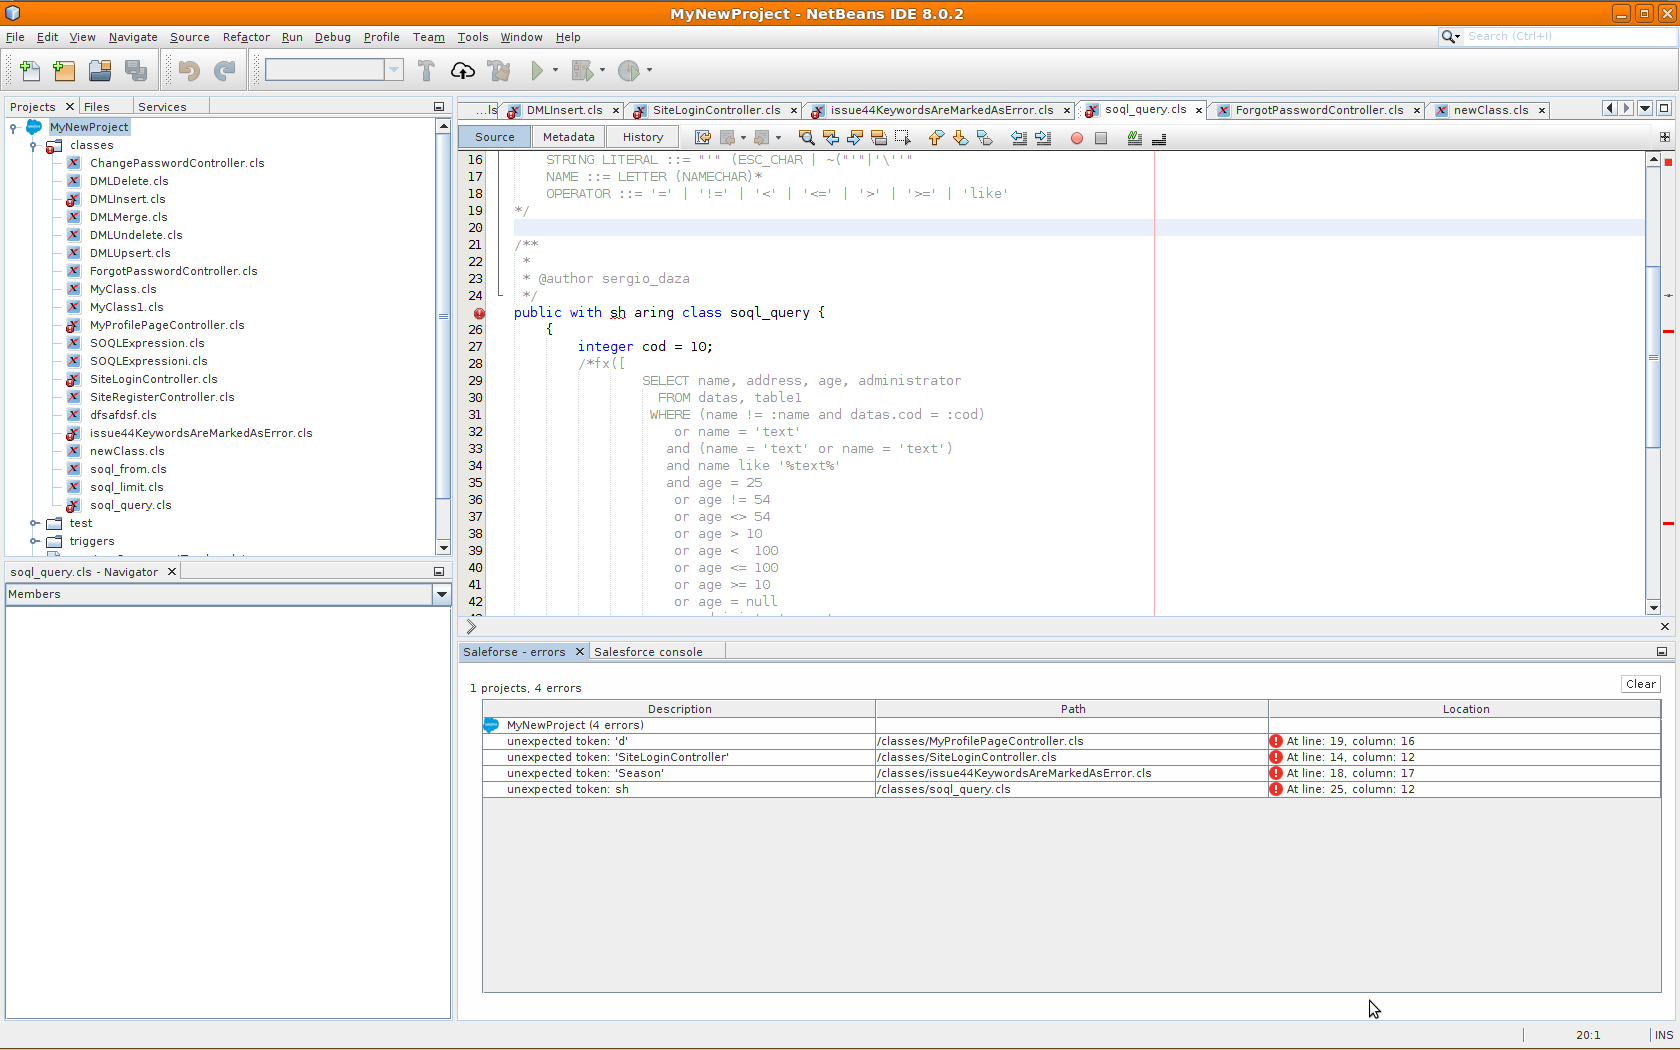 MyNewProject - NetBeans IDE 8.0.2
File Edit View Navigate Source Refactor Run Debug Profile Team Tools Window Help
Search (Ctrl+I)
Projects Files Services
MyNewProject
classes
ChangePasswordController.cls
DMLDelete.cls
DMLInsert.cls
DMLMerge.cls
DMLUndelete.cls
DMLUpsert.cls
ForgotPasswordController.cls
MyClass.cls
MyClass1.cls
MyProfilePageController.cls
SOQLExpression.cls
SOQLExpressioni.cls
SiteLoginController.cls
SiteRegisterController.cls
dfsafdsf.cls
issue44KeywordsAreMarkedAsError.cls
newClass.cls
soql_from.cls
soql_limit.cls
soql_query.cls
test
triggers
soql_query.cls - Navigator
Members
...ls DMLInsert.cls SiteLoginController.cls issue44KeywordsAreMarkedAsError.cls soql_query.cls ForgotPasswordController.cls newClass.cls
Source Metadata History
16 STRING LITERAL ::= "'" (ESC_CHAR | ~("'"|'\''"
17 NAME ::= LETTER (NAMECHAR)*
18 OPERATOR ::= '=' | '!=' | '<' | '<=' | '>' | '>=' | 'like'
19 */
20
21 /**
22 *
23 * @author sergio_daza
24 */
public with sh aring class soql_query {
26 {
27 integer cod = 10;
28 /*fx([
29 SELECT name, address, age, administrator
30 FROM datas, table1
31 WHERE (name != :name and datas.cod = :cod)
32 or name = 'text'
33 and (name = 'text' or name = 'text')
34 and name like '%text%'
35 and age = 25
36 or age != 54
37 or age <> 54
38 or age > 10
39 or age <  100
40 or age <= 100
41 or age >= 10
42 or age = null
Saleforse - errors Salesforce console
1 projects, 4 errors
Clear
Description Path Location
MyNewProject (4 errors)
unexpected token: 'd' /classes/MyProfilePageController.cls At line: 19, column: 16
unexpected token: 'SiteLoginController' /classes/SiteLoginController.cls At line: 14, column: 12
unexpected token: 'Season' /classes/issue44KeywordsAreMarkedAsError.cls At line: 18, column: 17
unexpected token: sh /classes/soql_query.cls At line: 25, column: 12
20:1 INS